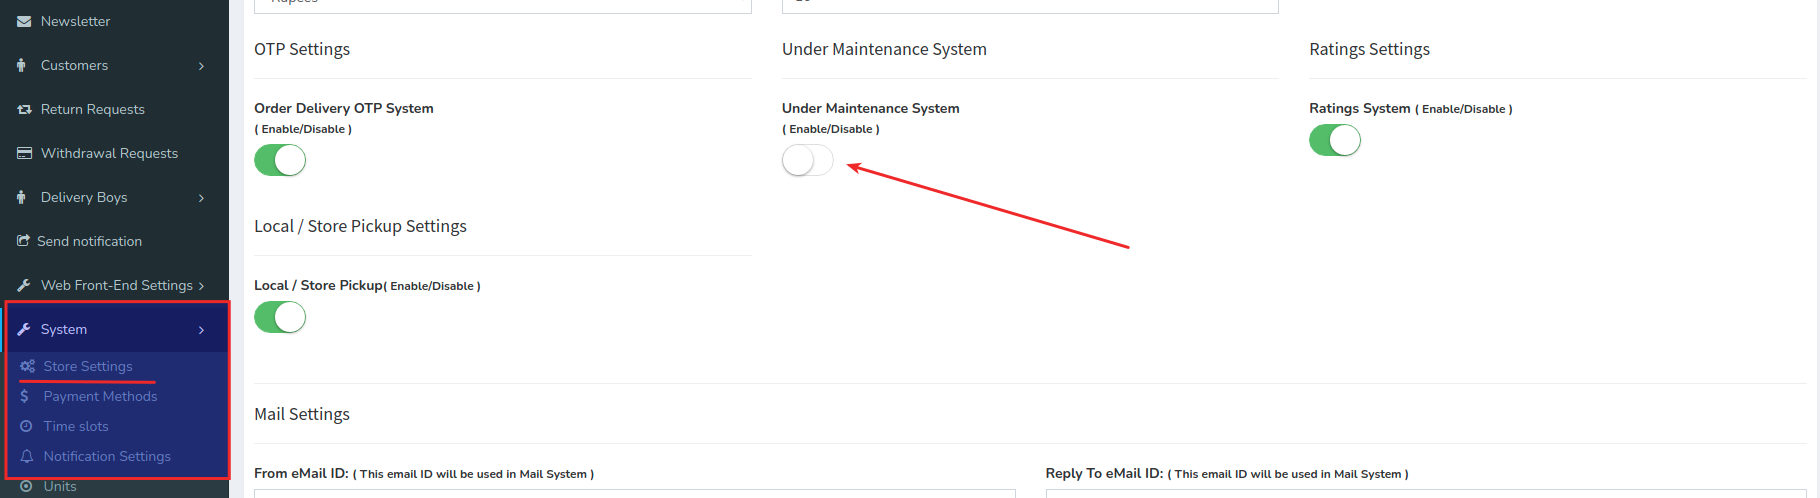 Newsletter
Customers
Return Requests
Withdrawal Requests
Delivery Boys
Send notification
Web Front-End Settings
System
Store Settings
$ Payment Methods
Time slots
Notification Settings
Units
OTP Settings
Order Delivery OTP System
( Enable/Disable )
Under Maintenance System
Under Maintenance System
( Enable/Disable )
Ratings Settings
Ratings System ( Enable/Disable )
Local / Store Pickup Settings
Local / Store Pickup( Enable/Disable )
Mail Settings
From eMail ID: ( This email ID will be used in Mail System )
Reply To eMail ID: ( This email ID will be used in Mail System )